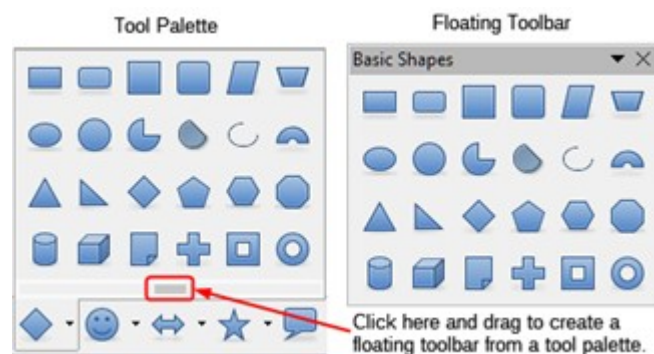 Tool Palette
Floating Toolbar
Basic Shapes
Click here and drag to create a
floating toolbar from a tool palette.